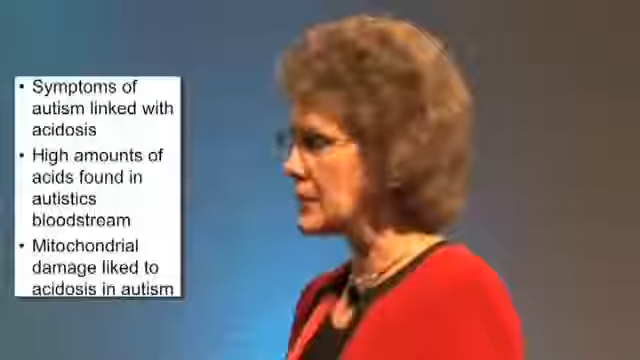 • Symptoms of
autism linked with
acidosis
• High amounts of
acids found in
autistics
bloodstream
• Mitochondrial
damage liked to
acidosis in autism